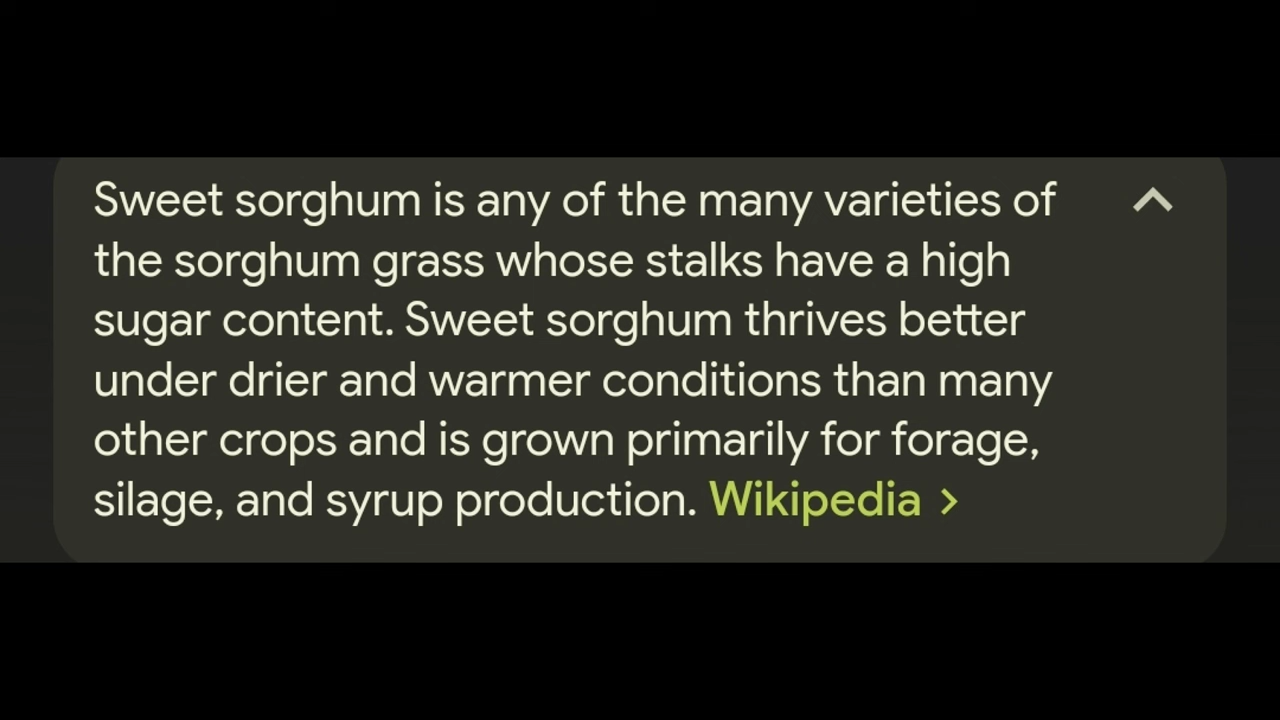 Sweet sorghum is any of the many varieties of
the sorghum grass whose stalks have a high
sugar content. Sweet sorghum thrives better
under drier and warmer conditions than many
other crops and is grown primarily for forage,
silage, and syrup production. Wikipedia >